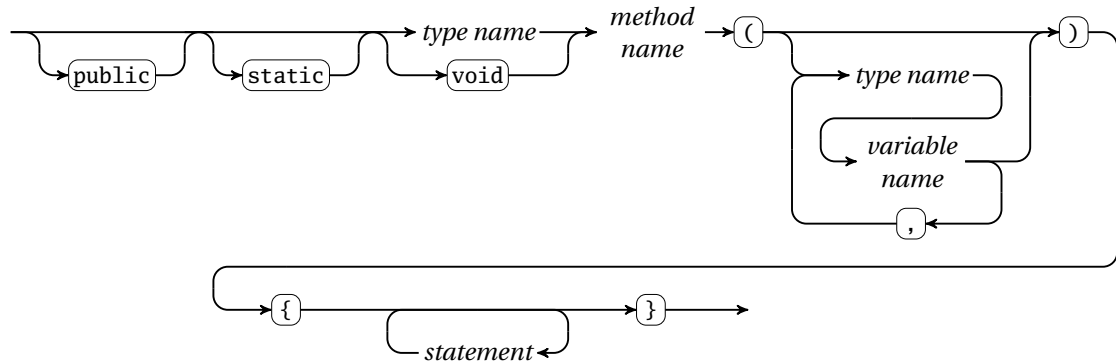 type name method name ( )
public static void
type name
variable name
,
{ }
statement